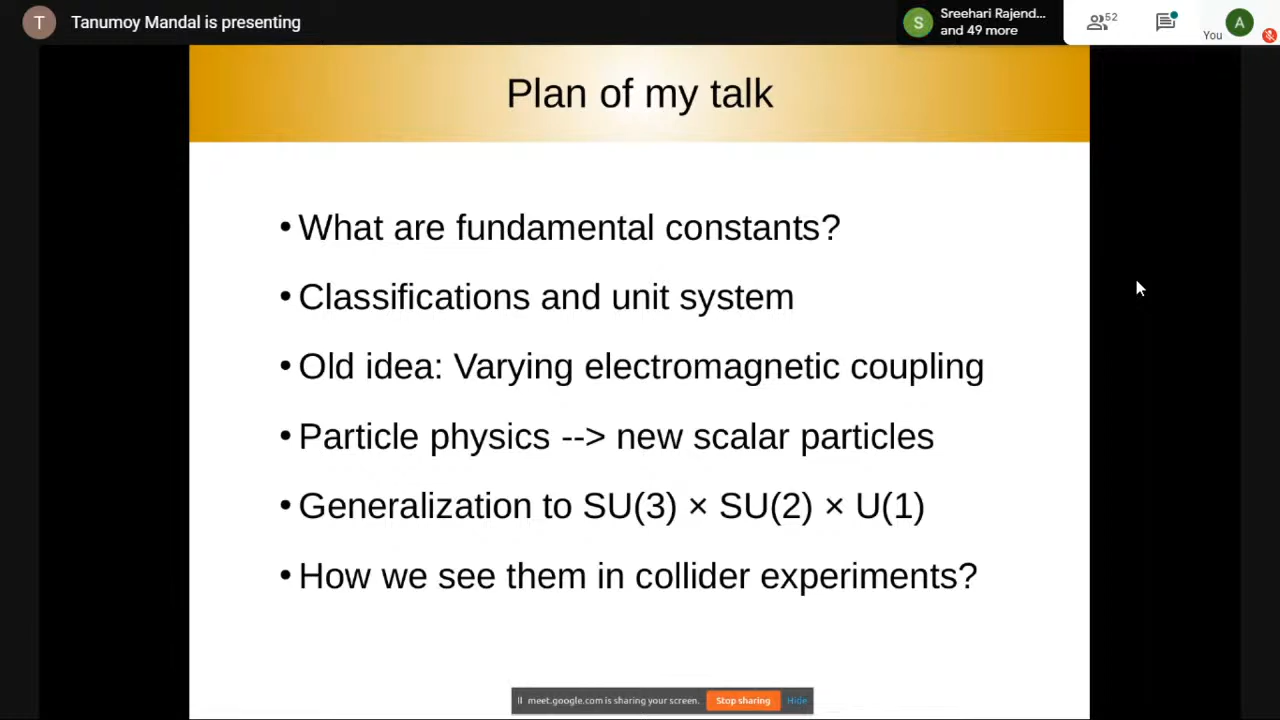 T Tanumoy Mandal is presenting
S Sreehari Rajend...
and 49 more
52
You A
Plan of my talk
• What are fundamental constants?
• Classifications and unit system
• Old idea: Varying electromagnetic coupling
• Particle physics --> new scalar particles
• Generalization to SU(3) × SU(2) × U(1)
• How we see them in collider experiments?
meet.google.com is sharing your screen. Stop sharing Hide